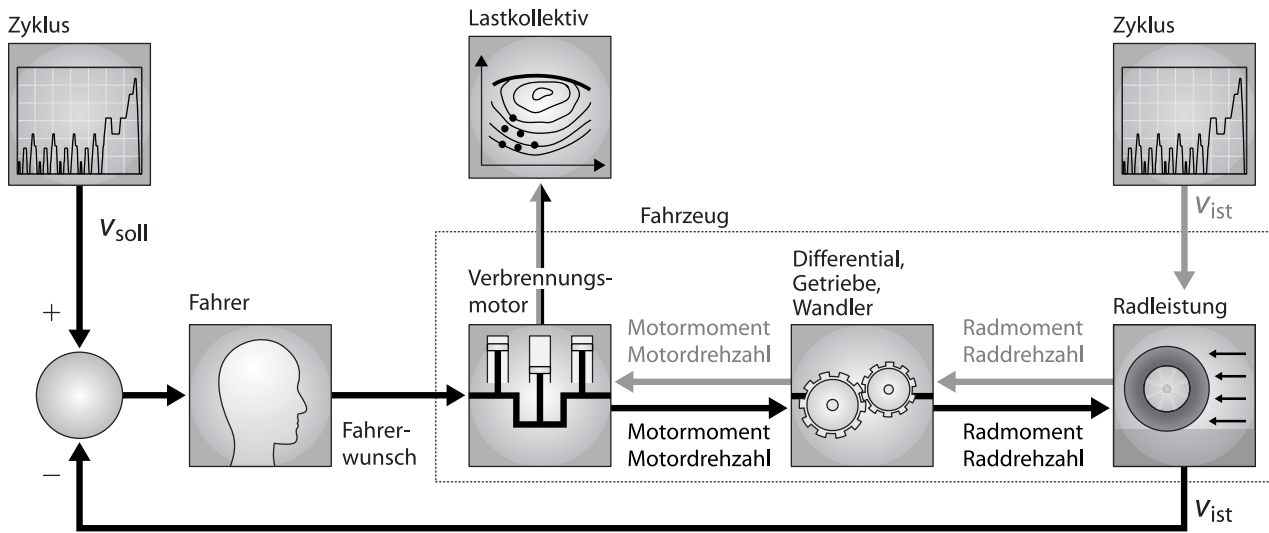 Zyklus
Lastkollektiv
Zyklus
v_soll
Fahrzeug
v_ist
Verbrennungs-
motor
Differential,
Getriebe,
Wandler
+
Fahrer
Motormoment
Motordrehzahl
Radmoment
Raddrehzahl
Radleistung
Fahrer-
wunsch
Motormoment
Motordrehzahl
Radmoment
Raddrehzahl
−
v_ist